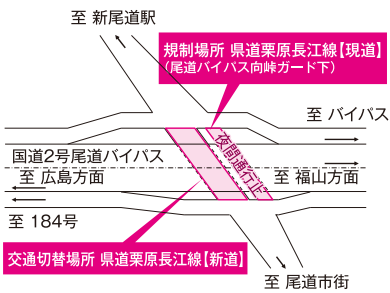 至 新尾道駅
規制場所 県道栗原長江線【現道】
（尾道バイパス向峠ガード下）
至 バイパス
夜間通行止
国道2号尾道バイパス
至 広島方面
至 福山方面
至 184号
交通切替場所 県道栗原長江線【新道】
至 尾道市街